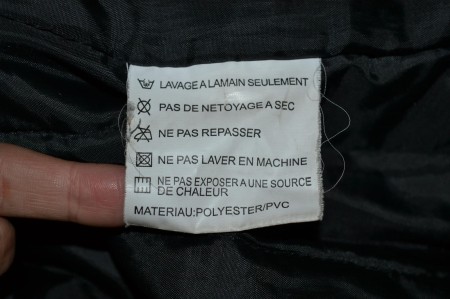 LAVAGE A LAMAIN SEULEMENT
PAS DE NETOYAGE A SEC
NE PAS REPASSER
NE PAS LAVER EN MACHINE
NE PAS EXPOSER A UNE SOURCE
DE CHALEUR
MATERIAU:POLYESTER/PVC